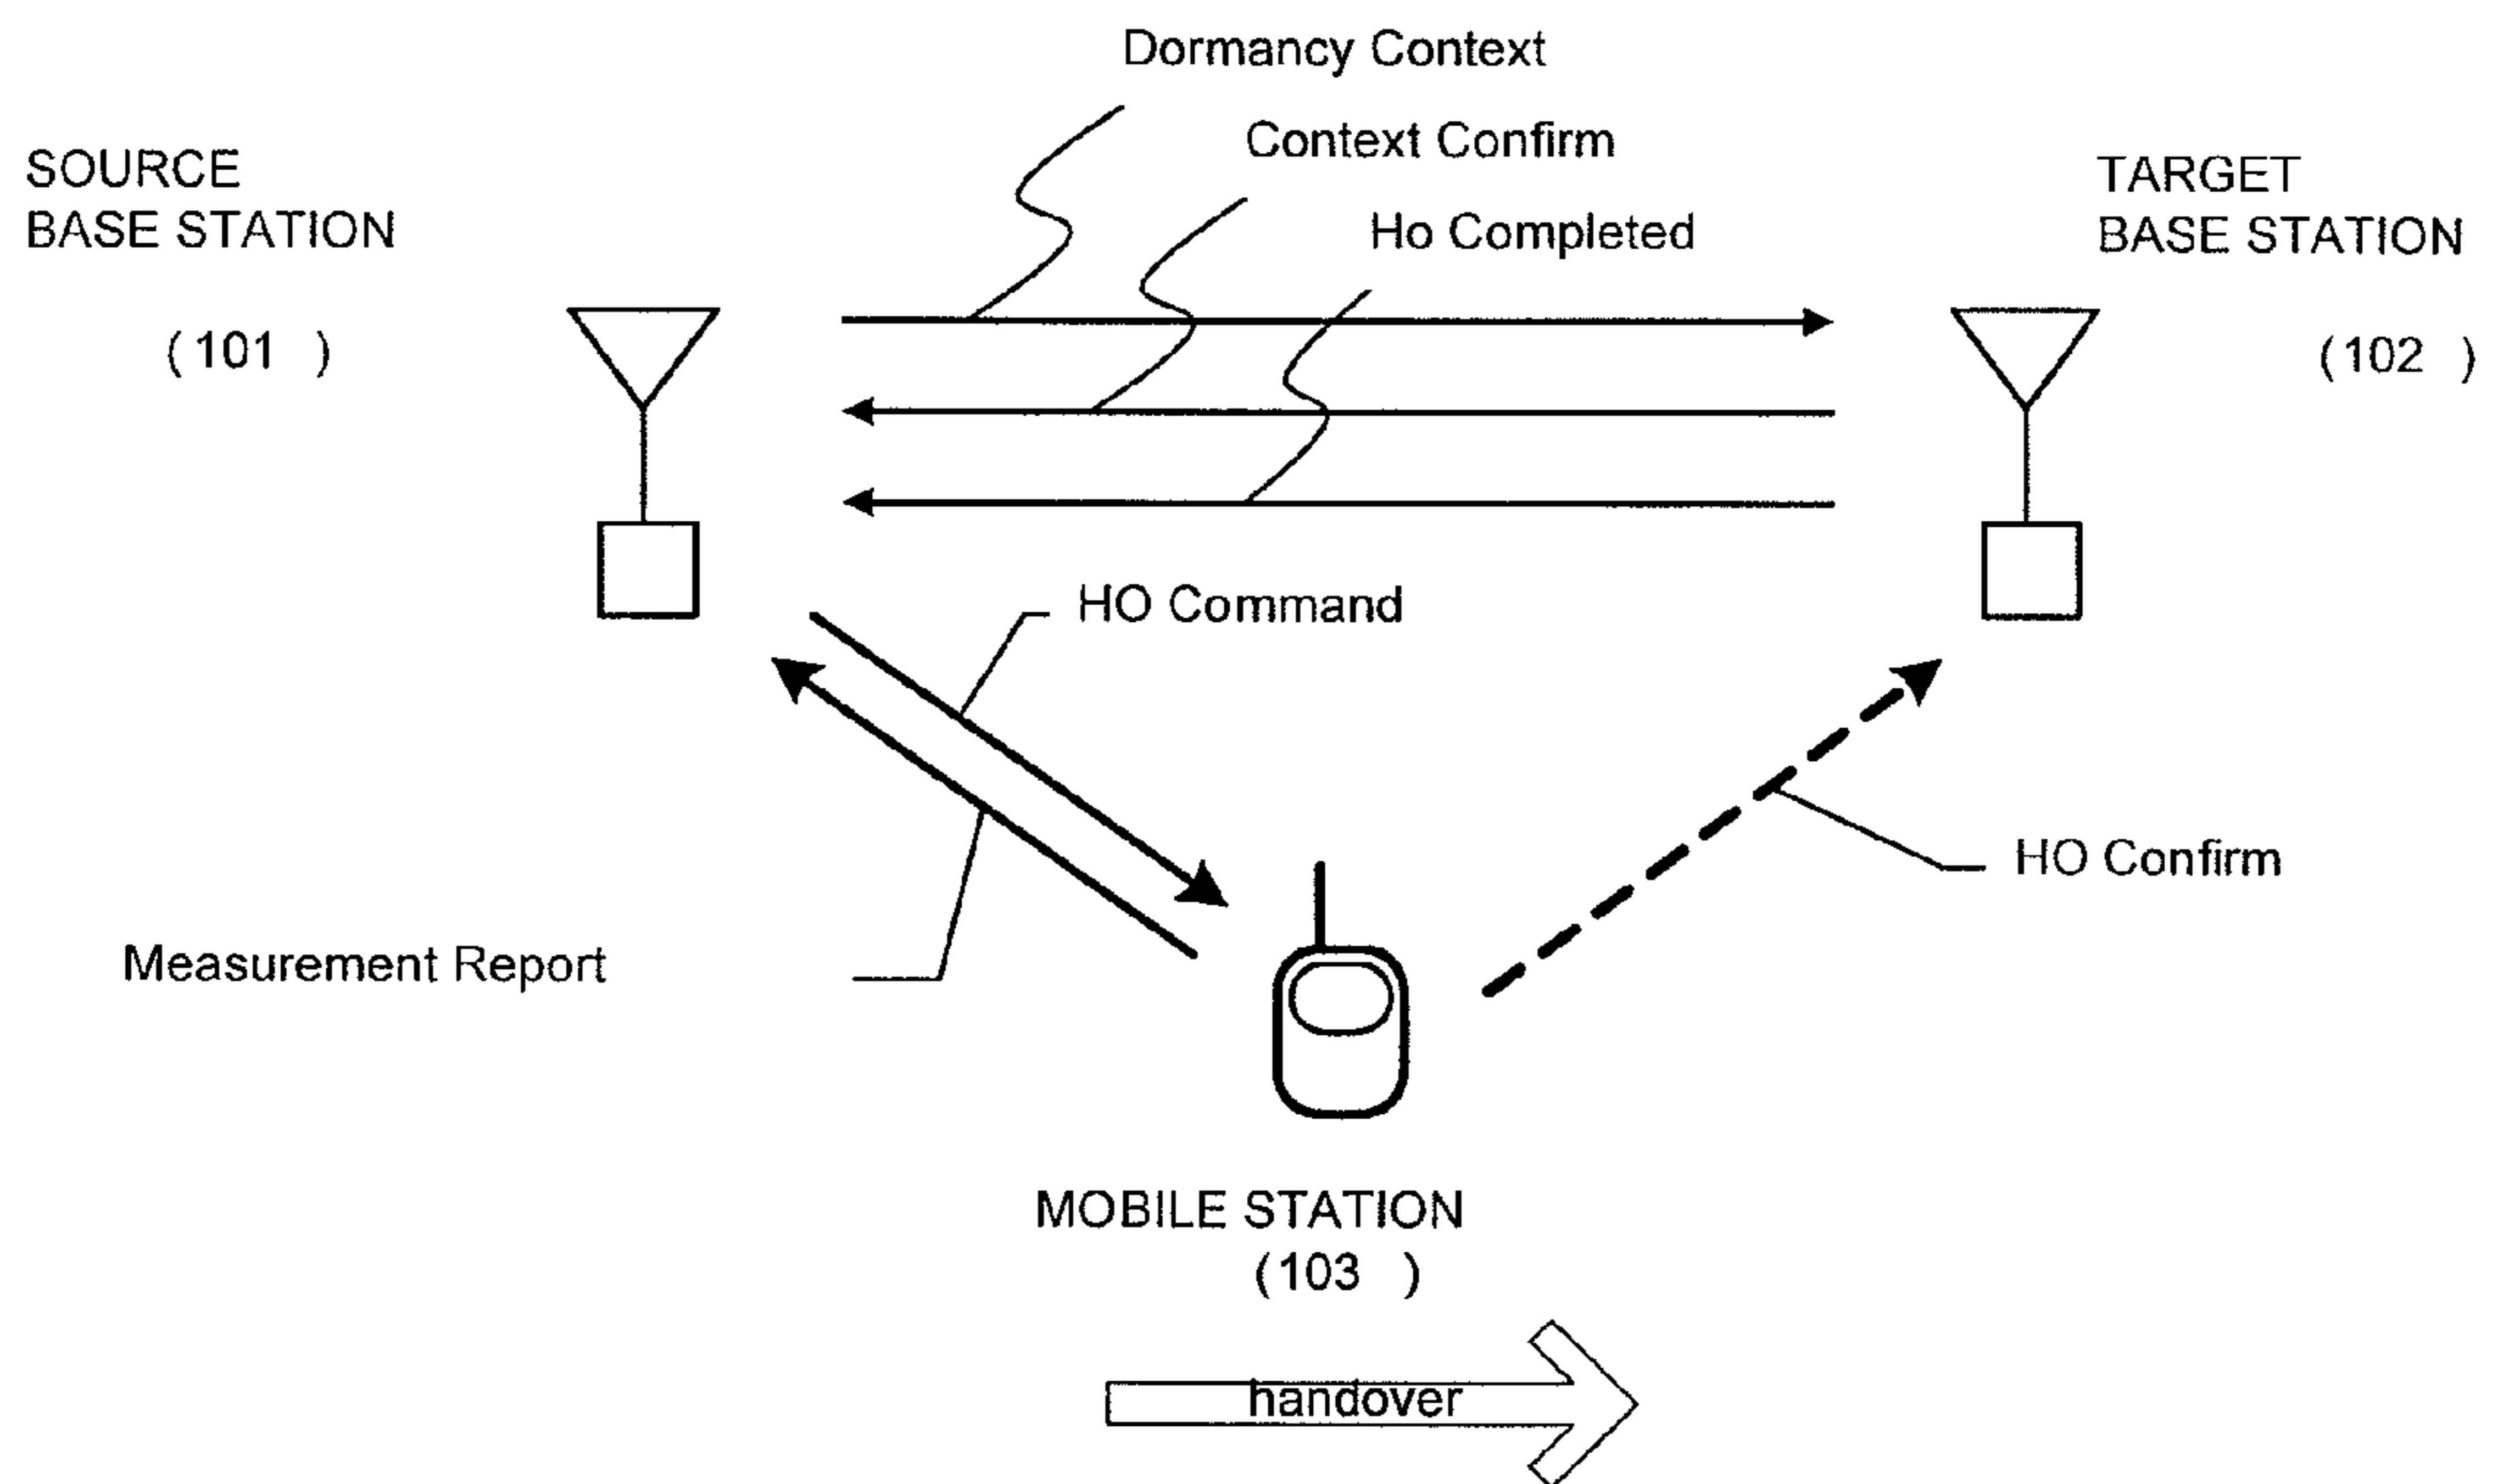 Dormancy Context
Context Confirm
Ho Completed
SOURCE
BASE STATION
(101 )
TARGET
BASE STATION
(102 )
HO Command
HO Confirm
Measurement Report
MOBILE STATION
(103 )
handover